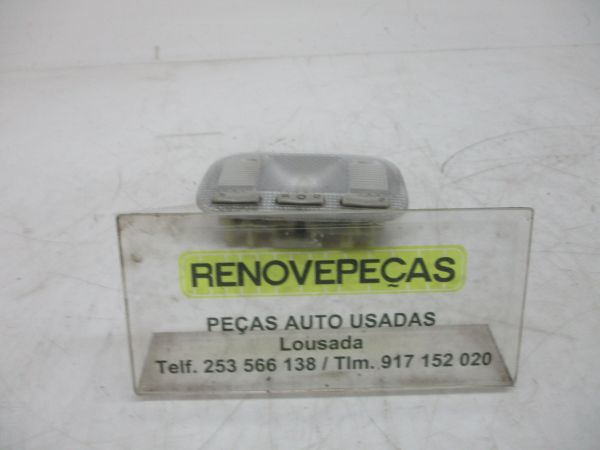 RENOVEPEÇAS
PEÇAS AUTO USADAS
Lousada
Telf. 253 566 138 / Tlm. 917 152 020